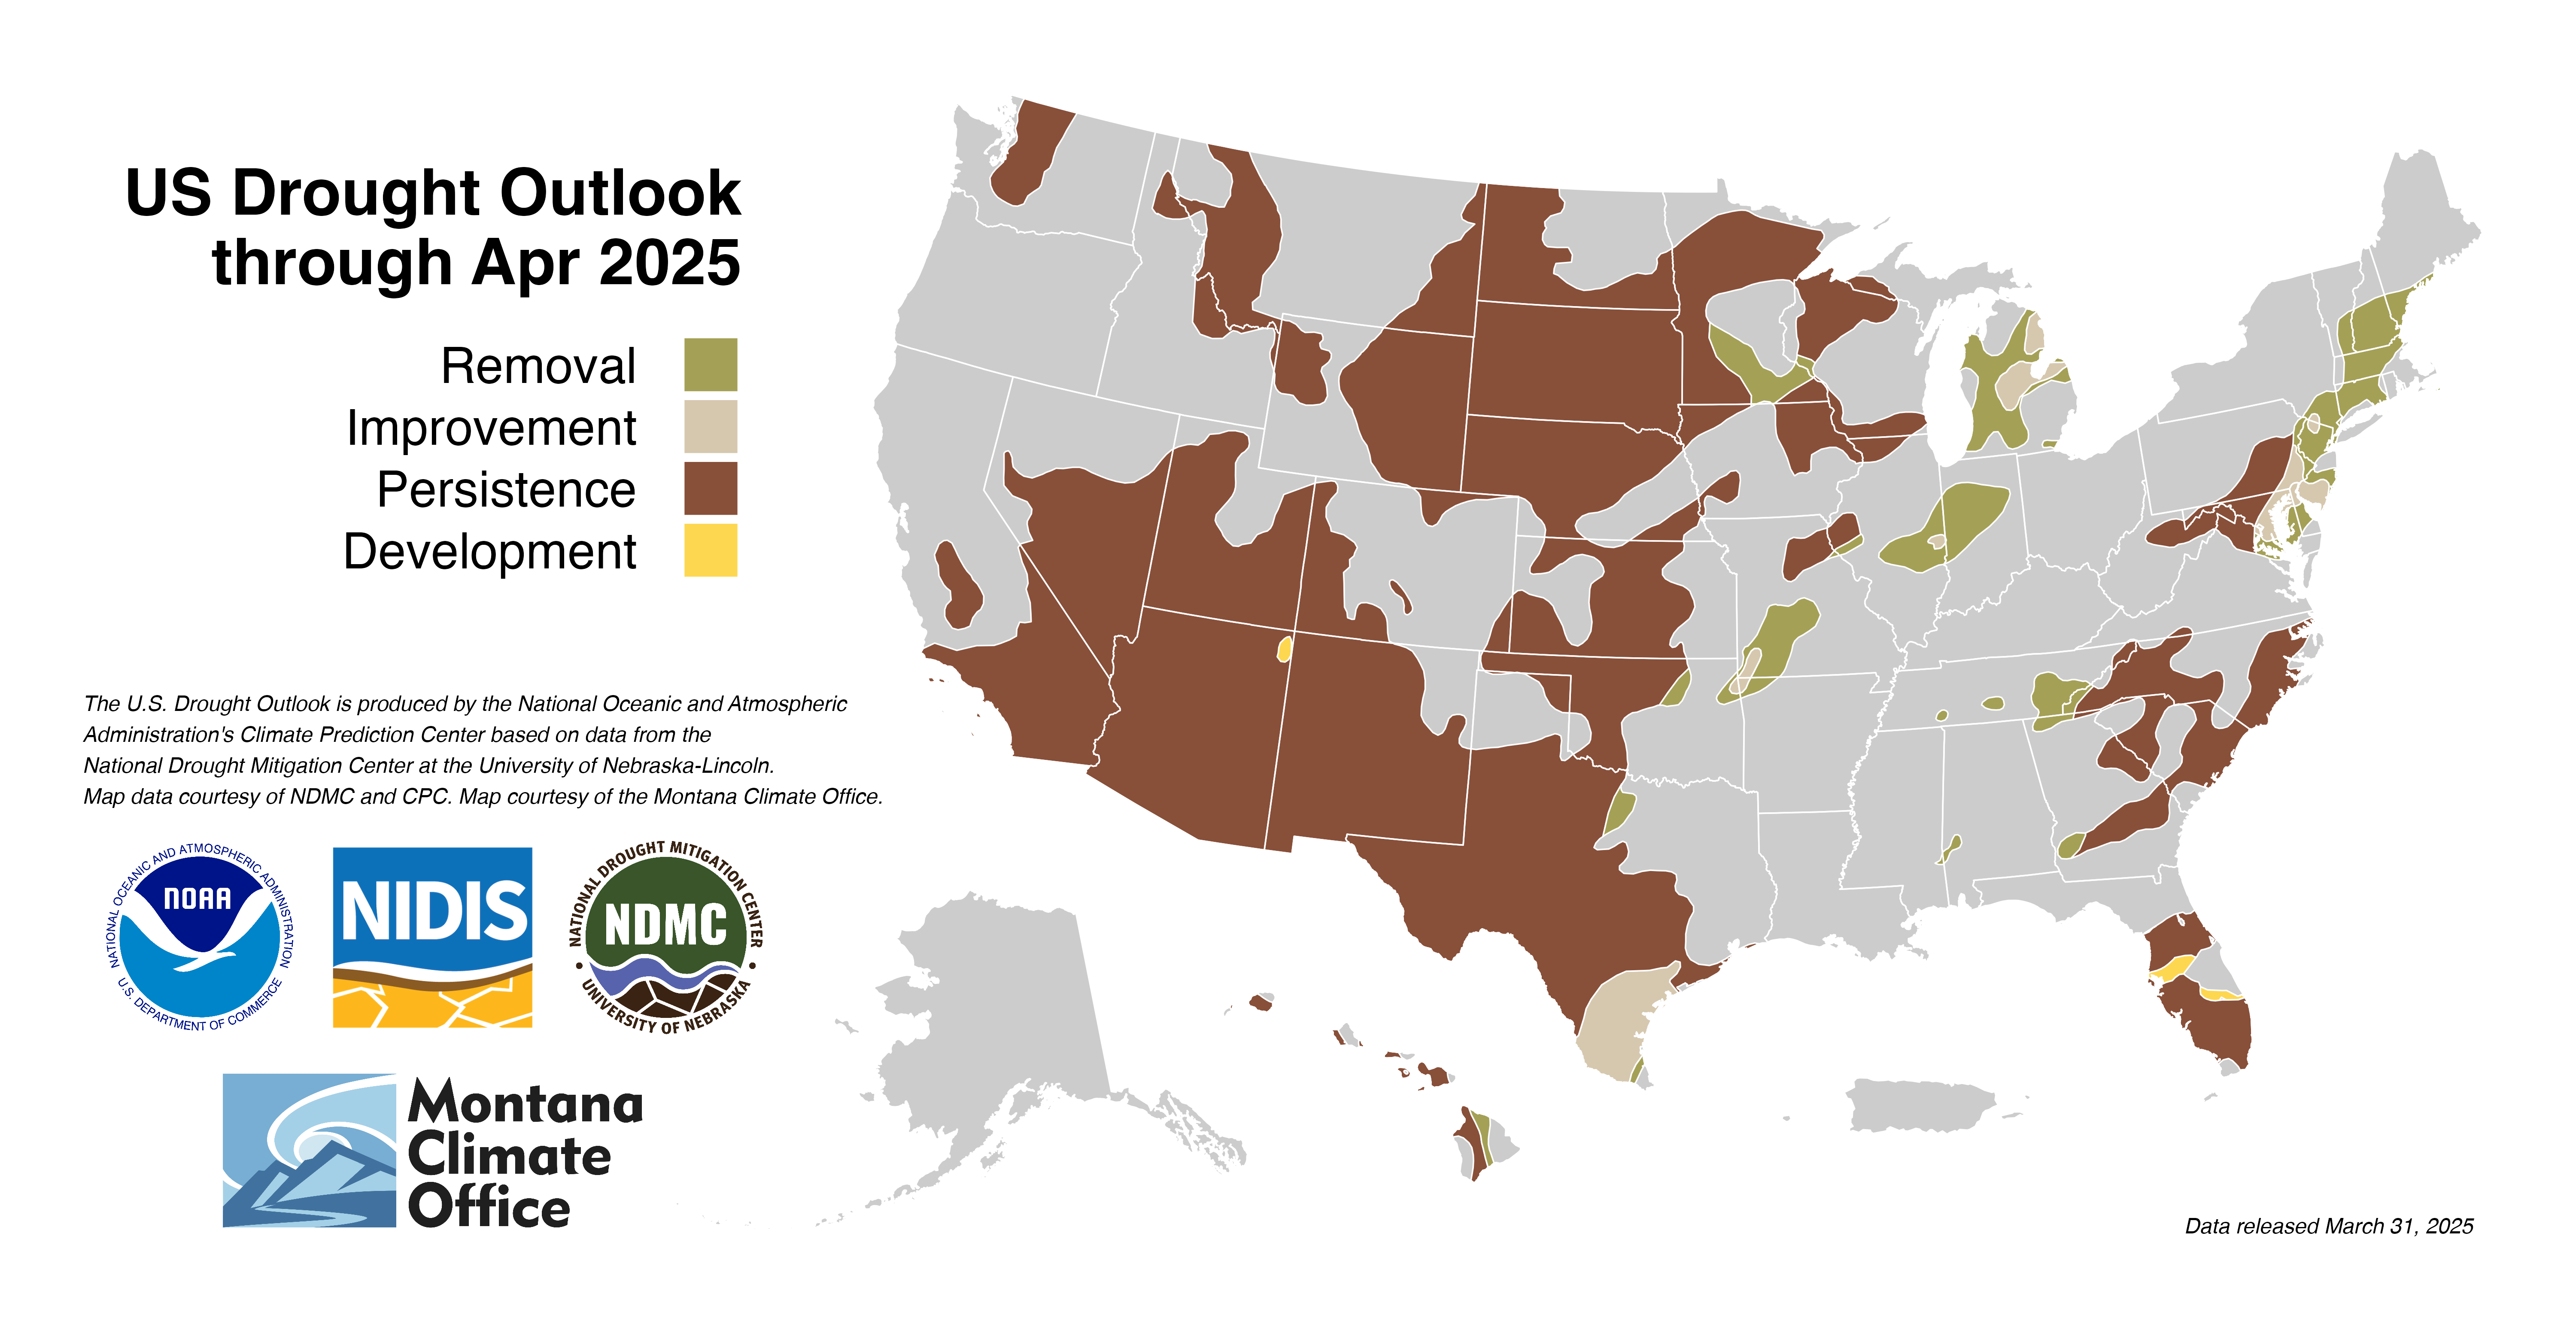 US Drought Outlook
through Apr 2025
Removal
Improvement
Persistence
Development
The U.S. Drought Outlook is produced by the National Oceanic and Atmospheric
Administration's Climate Prediction Center based on data from the
National Drought Mitigation Center at the University of Nebraska-Lincoln.
Map data courtesy of NDMC and CPC. Map courtesy of the Montana Climate Office.
NATIONAL OCEANIC AND ATMOSPHERIC ADMINISTRATION
NOAA
U.S. DEPARTMENT OF COMMERCE
NIDIS
NATIONAL DROUGHT MITIGATION CENTER
NDMC
UNIVERSITY OF NEBRASKA
Montana
Climate
Office
Data released March 31, 2025